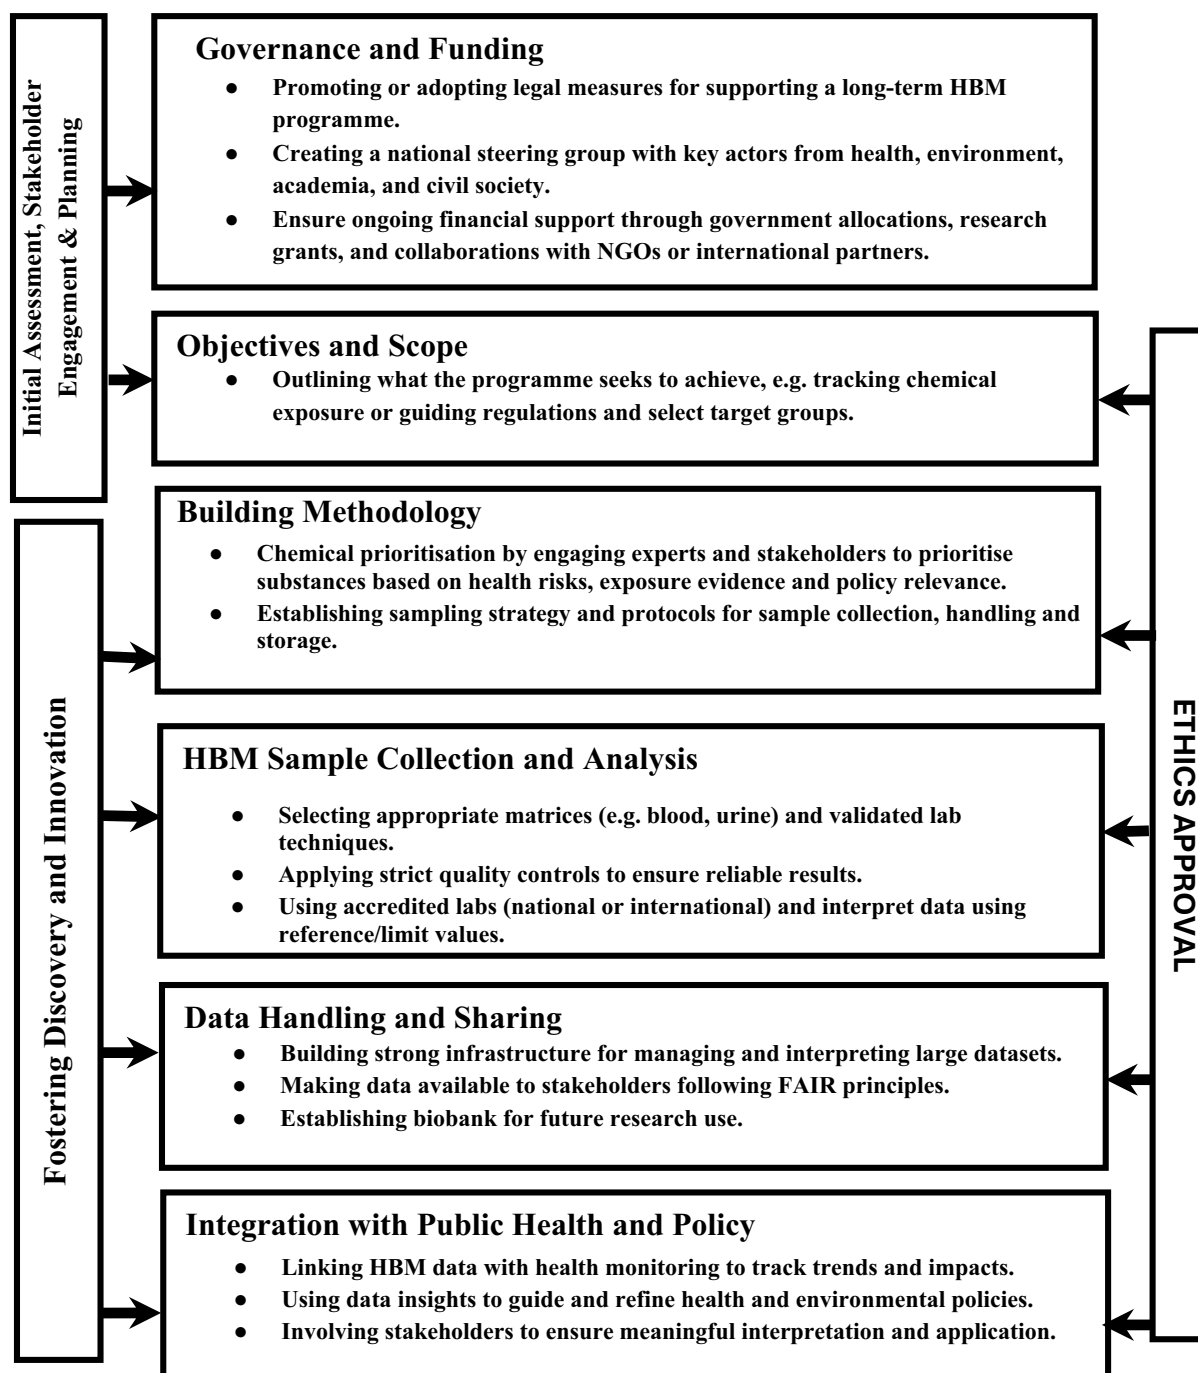 Initial Assessment, Stakeholder
Engagement & Planning
Governance and Funding
● Promoting or adopting legal measures for supporting a long-term HBM
programme.
● Creating a national steering group with key actors from health, environment,
academia, and civil society.
● Ensure ongoing financial support through government allocations, research
grants, and collaborations with NGOs or international partners.
Objectives and Scope
● Outlining what the programme seeks to achieve, e.g. tracking chemical
exposure or guiding regulations and select target groups.
Fostering Discovery and Innovation
Building Methodology
● Chemical prioritisation by engaging experts and stakeholders to prioritise
substances based on health risks, exposure evidence and policy relevance.
● Establishing sampling strategy and protocols for sample collection, handling and
storage.
HBM Sample Collection and Analysis
● Selecting appropriate matrices (e.g. blood, urine) and validated lab
techniques.
● Applying strict quality controls to ensure reliable results.
● Using accredited labs (national or international) and interpret data using
reference/limit values.
Data Handling and Sharing
● Building strong infrastructure for managing and interpreting large datasets.
● Making data available to stakeholders following FAIR principles.
● Establishing biobank for future research use.
Integration with Public Health and Policy
● Linking HBM data with health monitoring to track trends and impacts.
● Using data insights to guide and refine health and environmental policies.
● Involving stakeholders to ensure meaningful interpretation and application.
ETHICS APPROVAL